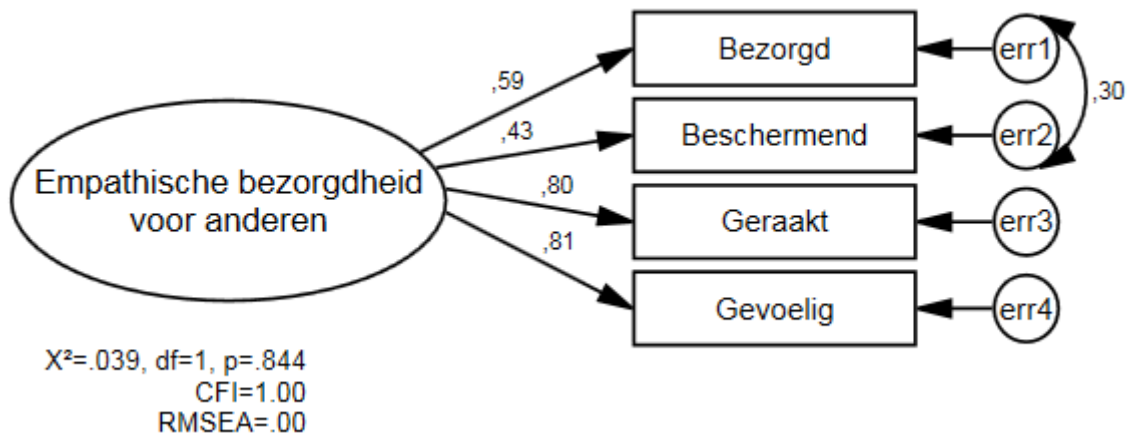 Bezorgd
err1
,59
,30
,43
Beschermend
err2
Empathische bezorgdheid
voor anderen
,80
Geraakt
err3
,81
Gevoelig
err4
X²=.039, df=1, p=.844
CFI=1.00
RMSEA=.00